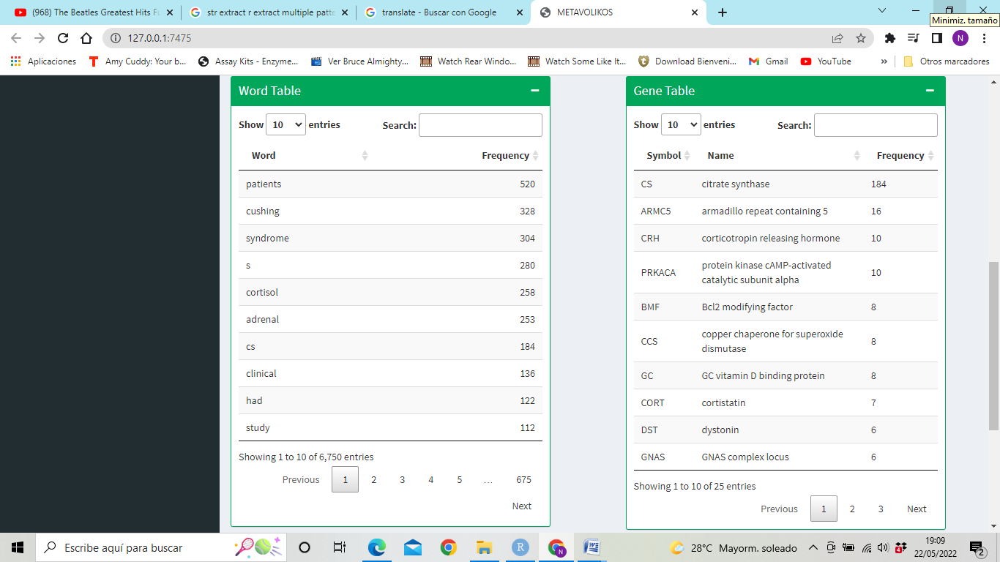 (968) The Beatles Greatest Hits Fu
str extract r extract multiple patte
translate - Buscar con Google
METAVOLIKOS
Minimiz. tamaño
127.0.0.1:7475
N
Aplicaciones
Amy Cuddy: Your b...
Assay Kits - Enzyme...
Ver Bruce Almighty...
Watch Rear Windo...
Watch Some Like It...
Download Bienveni...
Gmail
YouTube
»
Otros marcadores
Word Table
Show 10 entries
Search:
Word Frequency
patients 520
cushing 328
syndrome 304
s 280
cortisol 258
adrenal 253
cs 184
clinical 136
had 122
study 112
Showing 1 to 10 of 6,750 entries
Previous 1 2 3 4 5 … 675
Next
Gene Table
Show 10 entries
Search:
Symbol Name Frequency
CS citrate synthase 184
ARMC5 armadillo repeat containing 5 16
CRH corticotropin releasing hormone 10
PRKACA protein kinase cAMP-activated 10
catalytic subunit alpha
BMF Bcl2 modifying factor 8
CCS copper chaperone for superoxide 8
dismutase
GC GC vitamin D binding protein 8
CORT cortistatin 7
DST dystonin 6
GNAS GNAS complex locus 6
Showing 1 to 10 of 25 entries
Previous 1 2 3 Next
Escribe aquí para buscar
R
N
W
28°C Mayorm. soleado
4
19:09
22/05/2022
2